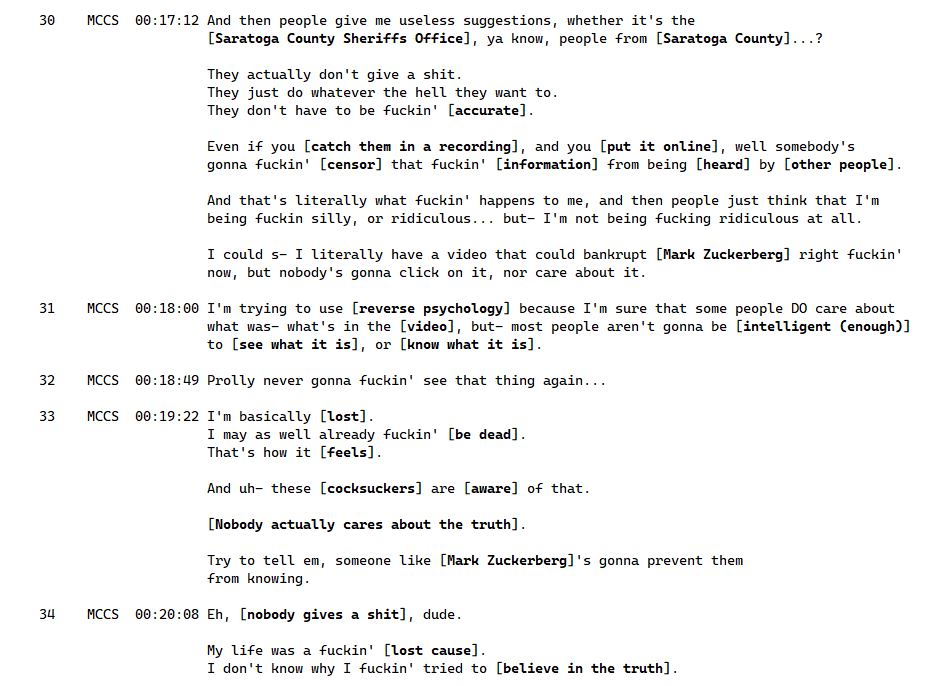 30 MCCS 00:17:12 And then people give me useless suggestions, whether it's the
[Saratoga County Sheriffs Office], ya know, people from [Saratoga County]...?
They actually don't give a shit.
They just do whatever the hell they want to.
They don't have to be fuckin' [accurate].
Even if you [catch them in a recording], and you [put it online], well somebody's
gonna fuckin' [censor] that fuckin' [information] from being [heard] by [other people].
And that's literally what fuckin' happens to me, and then people just think that I'm
being fuckin silly, or ridiculous... but– I'm not being fucking ridiculous at all.
I could s– I literally have a video that could bankrupt [Mark Zuckerberg] right fuckin'
now, but nobody's gonna click on it, nor care about it.
31 MCCS 00:18:00 I'm trying to use [reverse psychology] because I'm sure that some people DO care about
what was– what's in the [video], but– most people aren't gonna be [intelligent (enough)]
to [see what it is], or [know what it is].
32 MCCS 00:18:49 Prolly never gonna fuckin' see that thing again...
33 MCCS 00:19:22 I'm basically [lost].
I may as well already fuckin' [be dead].
That's how it [feels].
And uh– these [cocksuckers] are [aware] of that.
[Nobody actually cares about the truth].
Try to tell em, someone like [Mark Zuckerberg]'s gonna prevent them
from knowing.
34 MCCS 00:20:08 Eh, [nobody gives a shit], dude.
My life was a fuckin' [lost cause].
I don't know why I fuckin' tried to [believe in the truth].